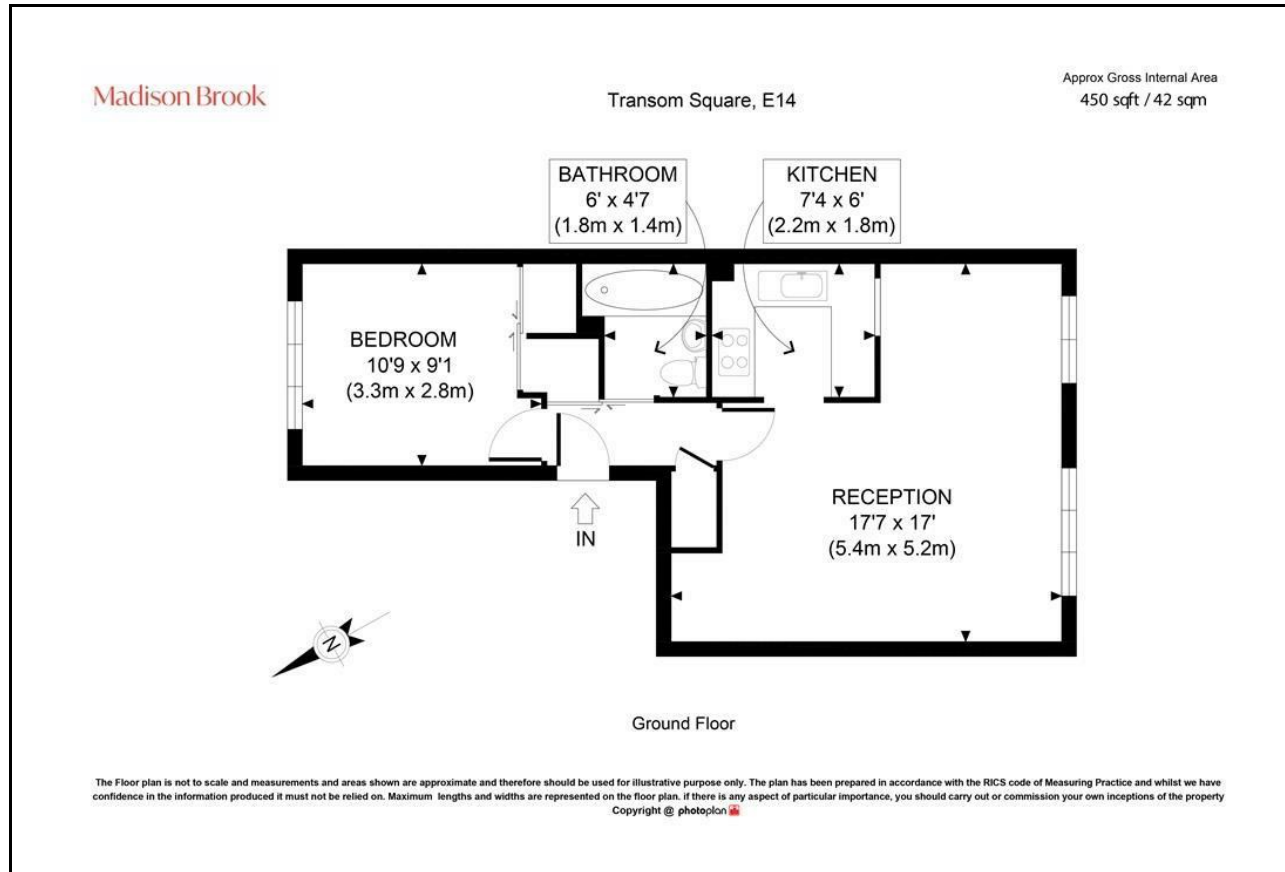 Madison Brook
Transom Square, E14
Approx Gross Internal Area
450 sqft / 42 sqm
BATHROOM
6' x 4'7
(1.8m x 1.4m)
KITCHEN
7'4 x 6'
(2.2m x 1.8m)
BEDROOM
10'9 x 9'1
(3.3m x 2.8m)
RECEPTION
17'7 x 17'
(5.4m x 5.2m)
IN
N
Ground Floor
The Floor plan is not to scale and measurements and areas shown are approximate and therefore should be used for illustrative purpose only. The plan has been prepared in accordance with the RICS code of Measuring Practice and whilst we have
confidence in the information produced it must not be relied on. Maximum lengths and widths are represented on the floor plan. if there is any aspect of particular importance, you should carry out or commission your own inceptions of the property
Copyright @ photoplan